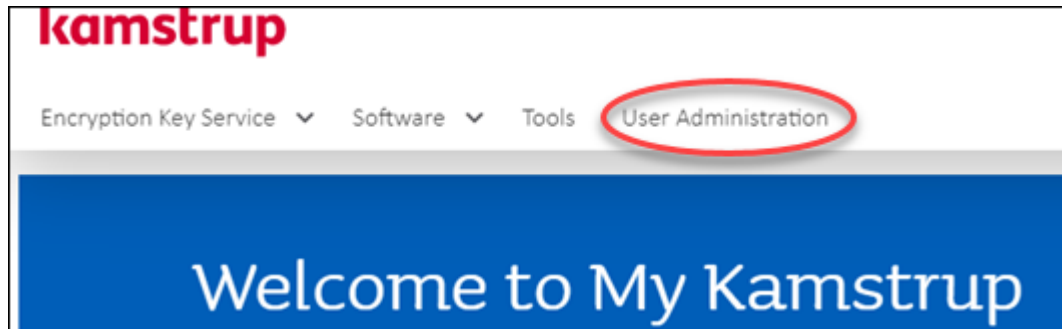 kamstrup
Encryption Key Service Software Tools User Administration
Welcome to My Kamstrup